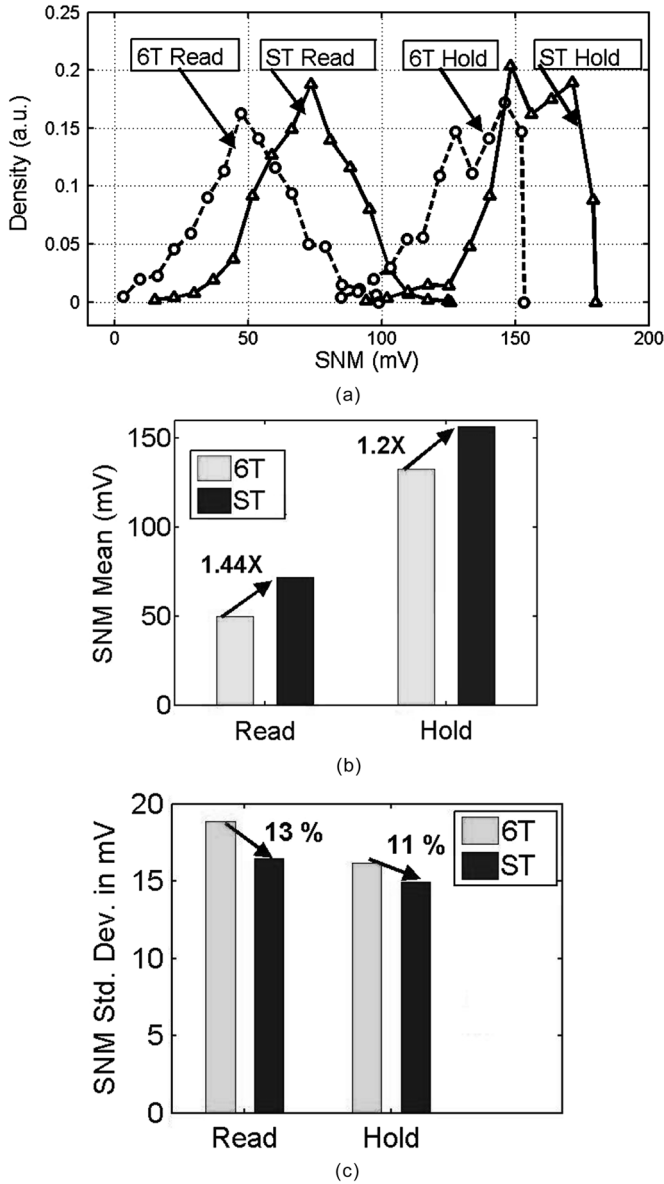 0.25
6T Read
ST Read
6T Hold
ST Hold
0.2
0.15
0.1
0.05
0
Density (a.u.)
0
50
100
150
200
SNM (mV)
(a)
150
100
50
0
SNM Mean (mV)
6T
ST
1.44X
1.2X
Read
Hold
(b)
20
15
10
5
0
SNM Std. Dev. in mV
13 %
11 %
6T
ST
Read
Hold
(c)